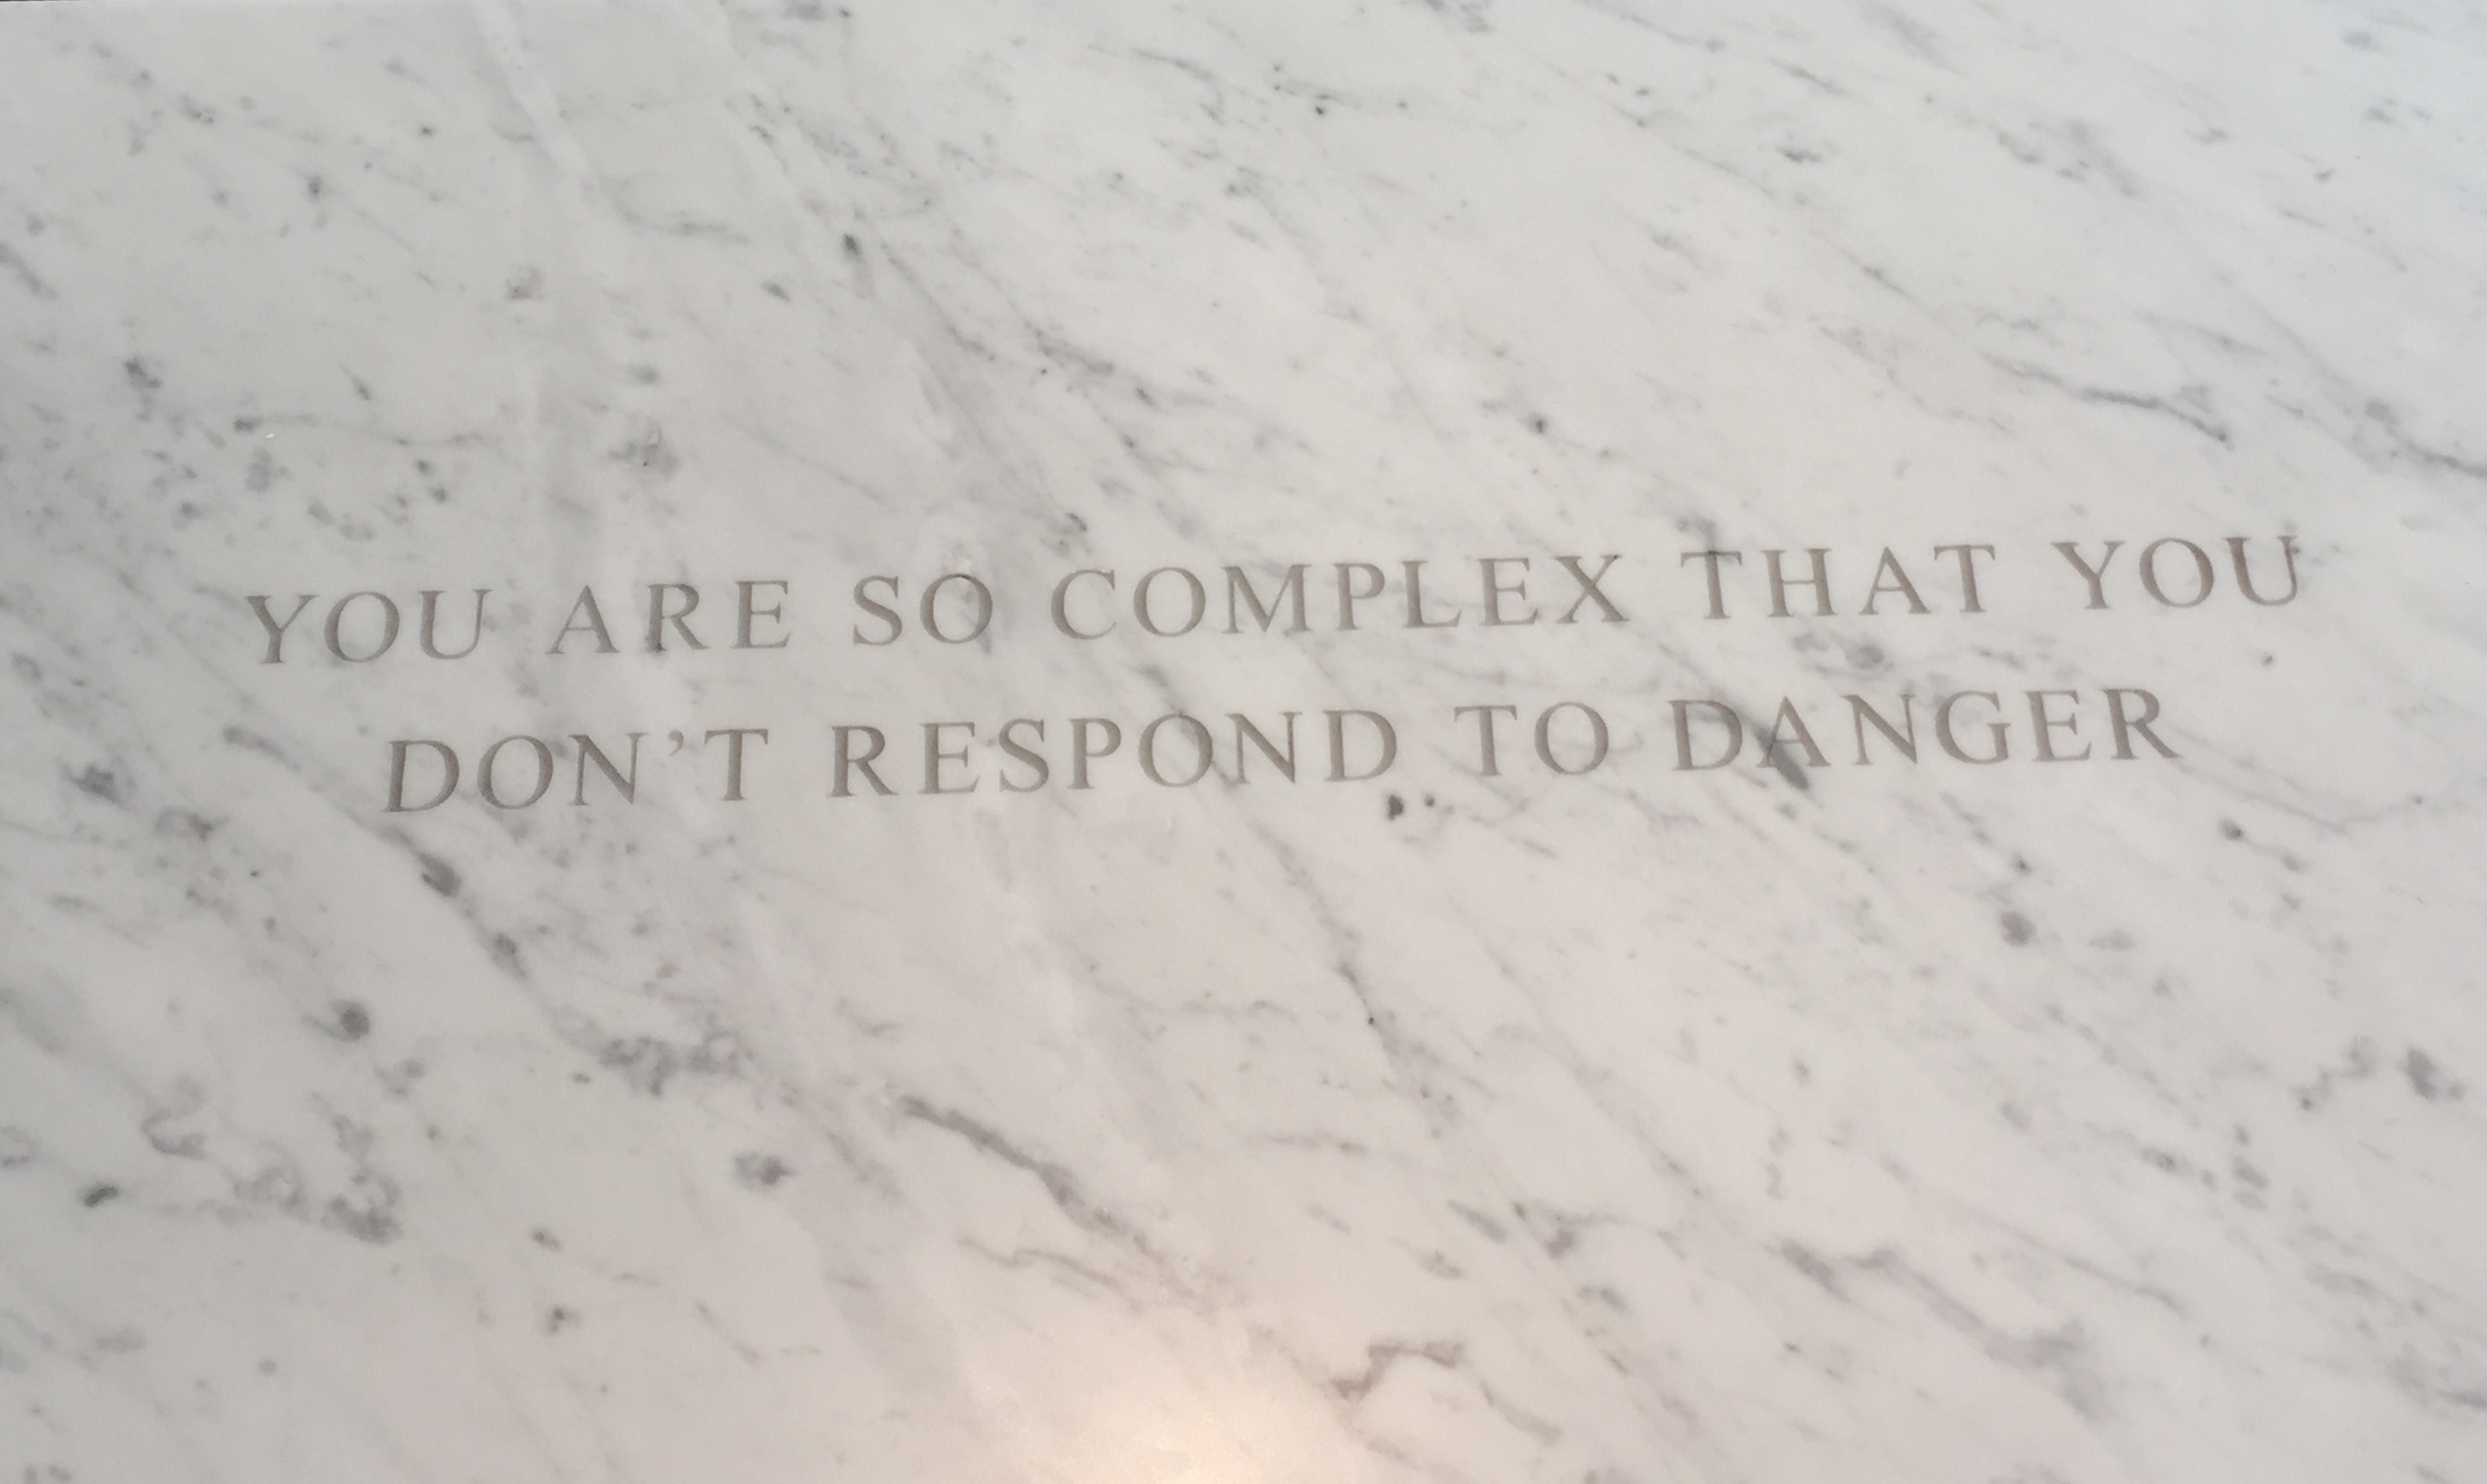 YOU ARE SO COMPLEX THAT YOU
DON’T RESPOND TO DANGER